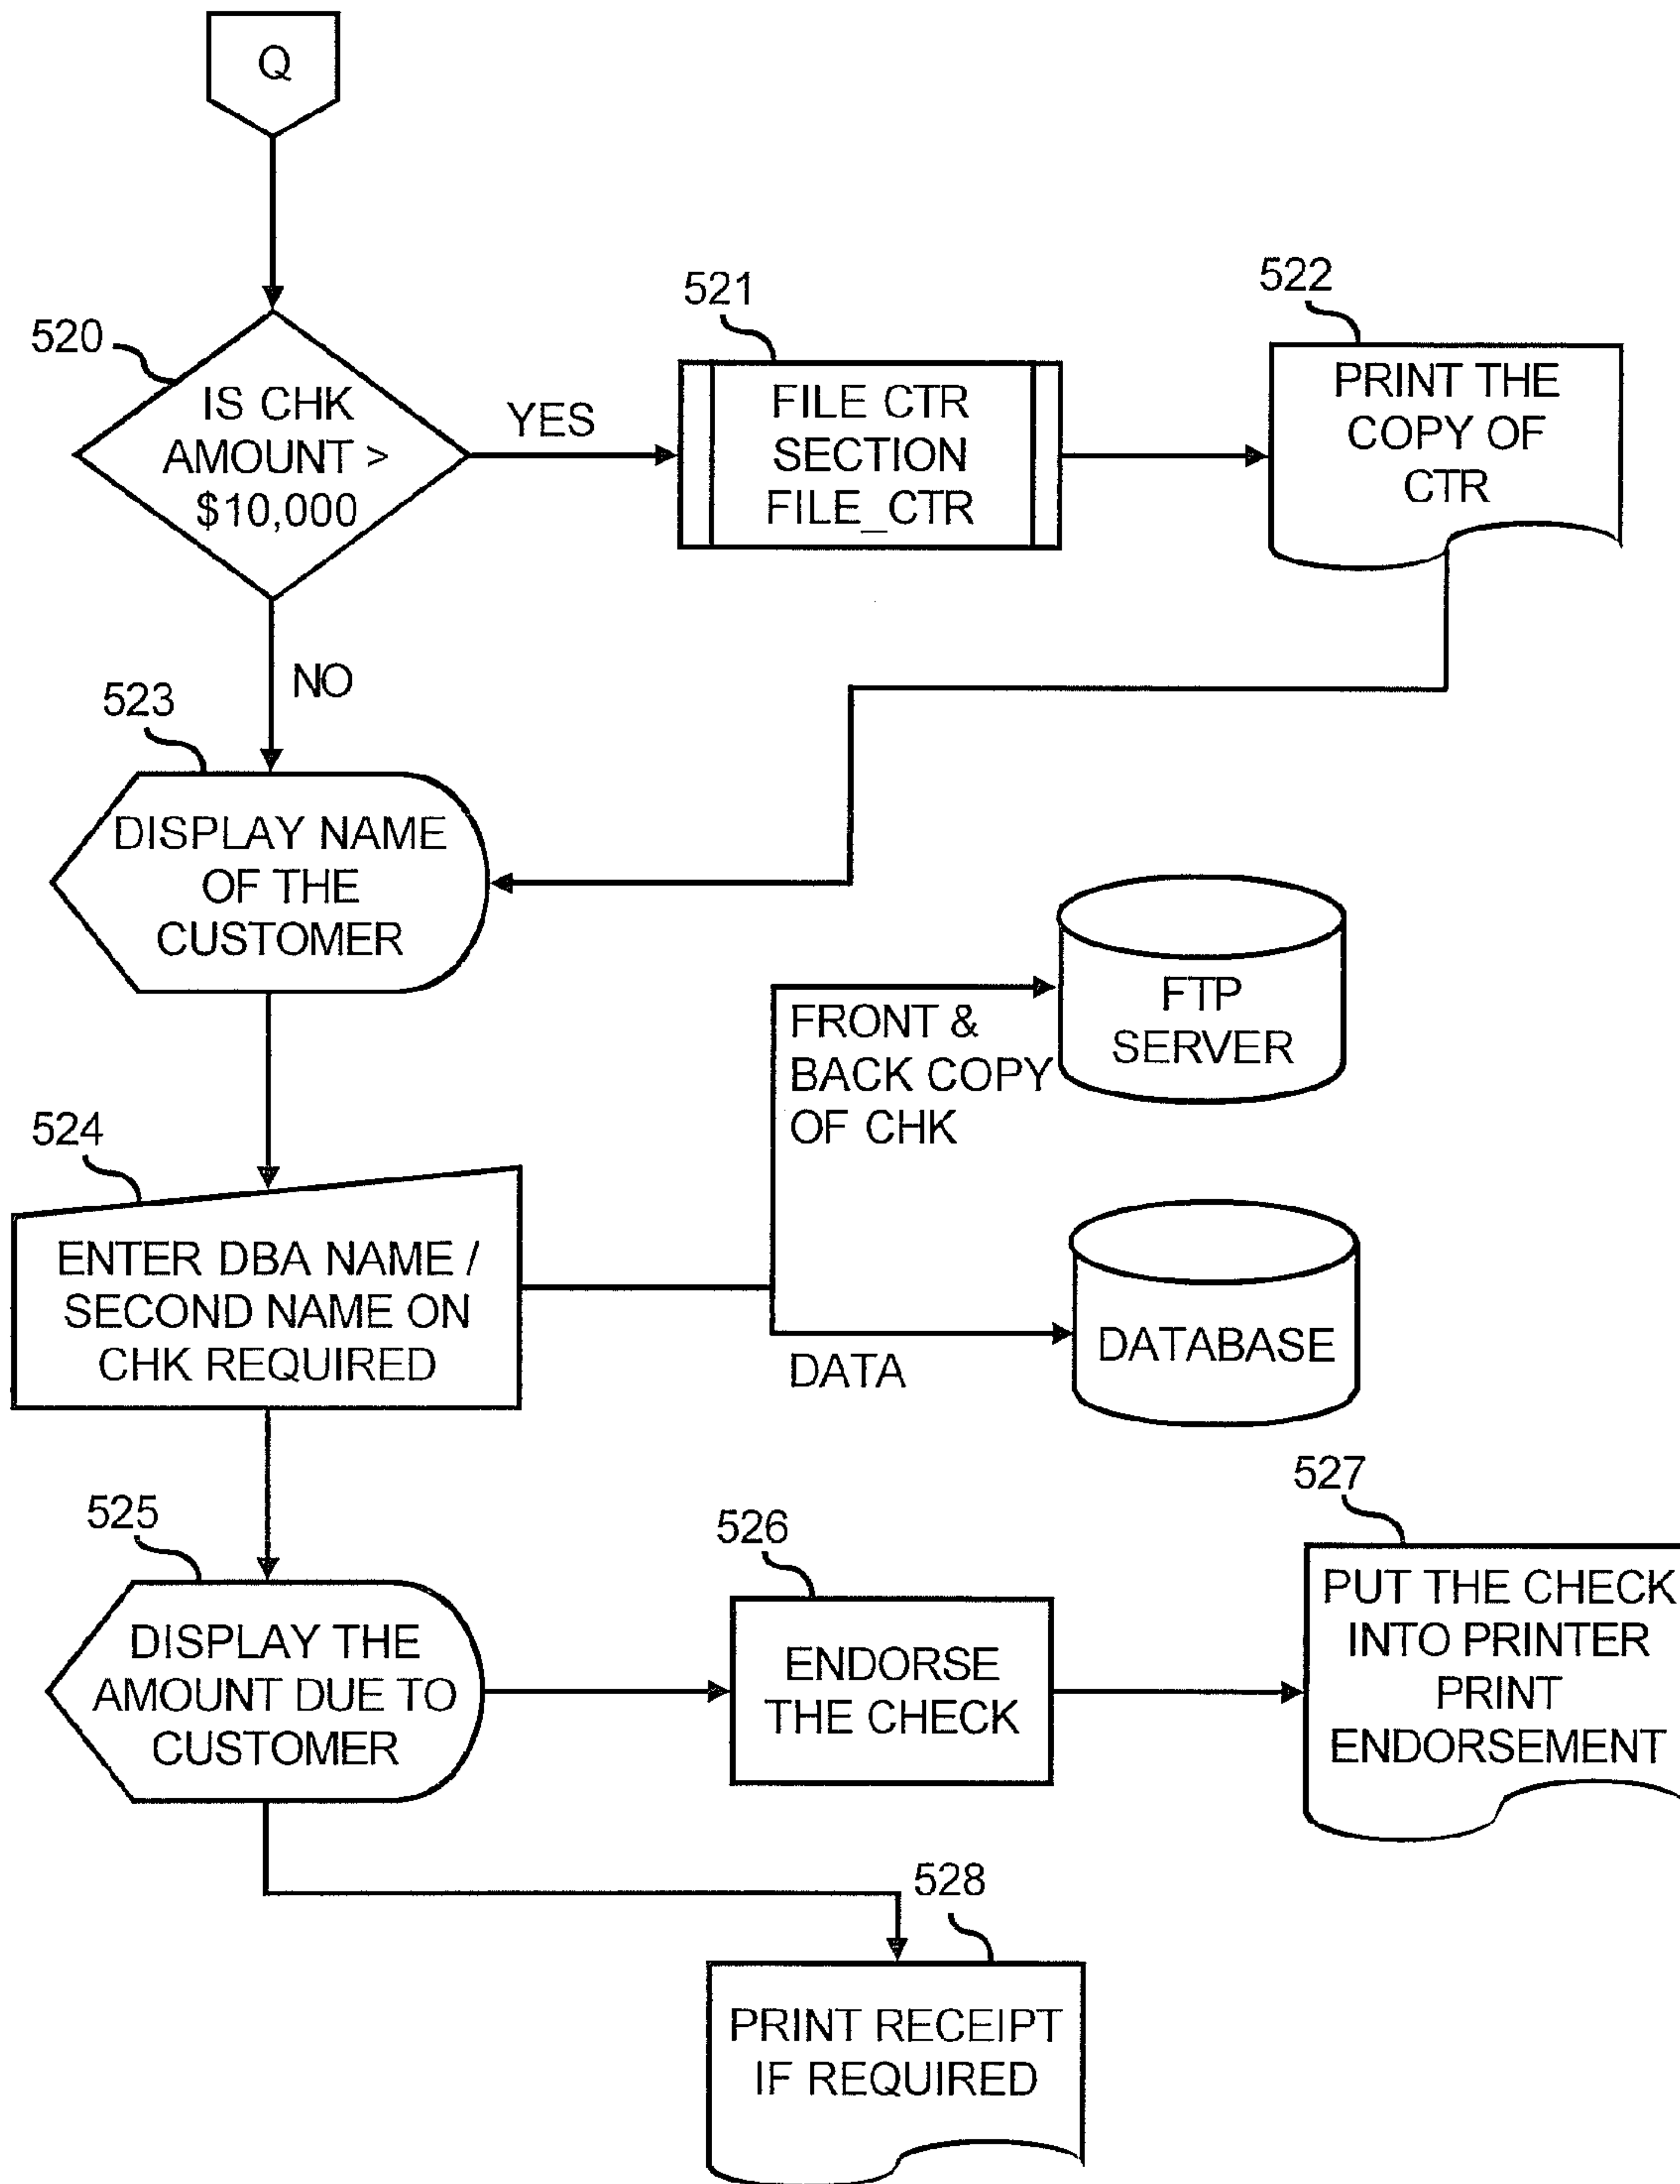 Q
520
IS CHK
AMOUNT >
$10,000
YES
521
FILE CTR
SECTION
FILE_CTR
522
PRINT THE
COPY OF
CTR
NO
523
DISPLAY NAME
OF THE
CUSTOMER
FTP
SERVER
FRONT &
BACK COPY
OF CHK
524
ENTER DBA NAME /
SECOND NAME ON
CHK REQUIRED
DATABASE
DATA
525
DISPLAY THE
AMOUNT DUE TO
CUSTOMER
526
ENDORSE
THE CHECK
527
PUT THE CHECK
INTO PRINTER
PRINT
ENDORSEMENT
528
PRINT RECEIPT
IF REQUIRED